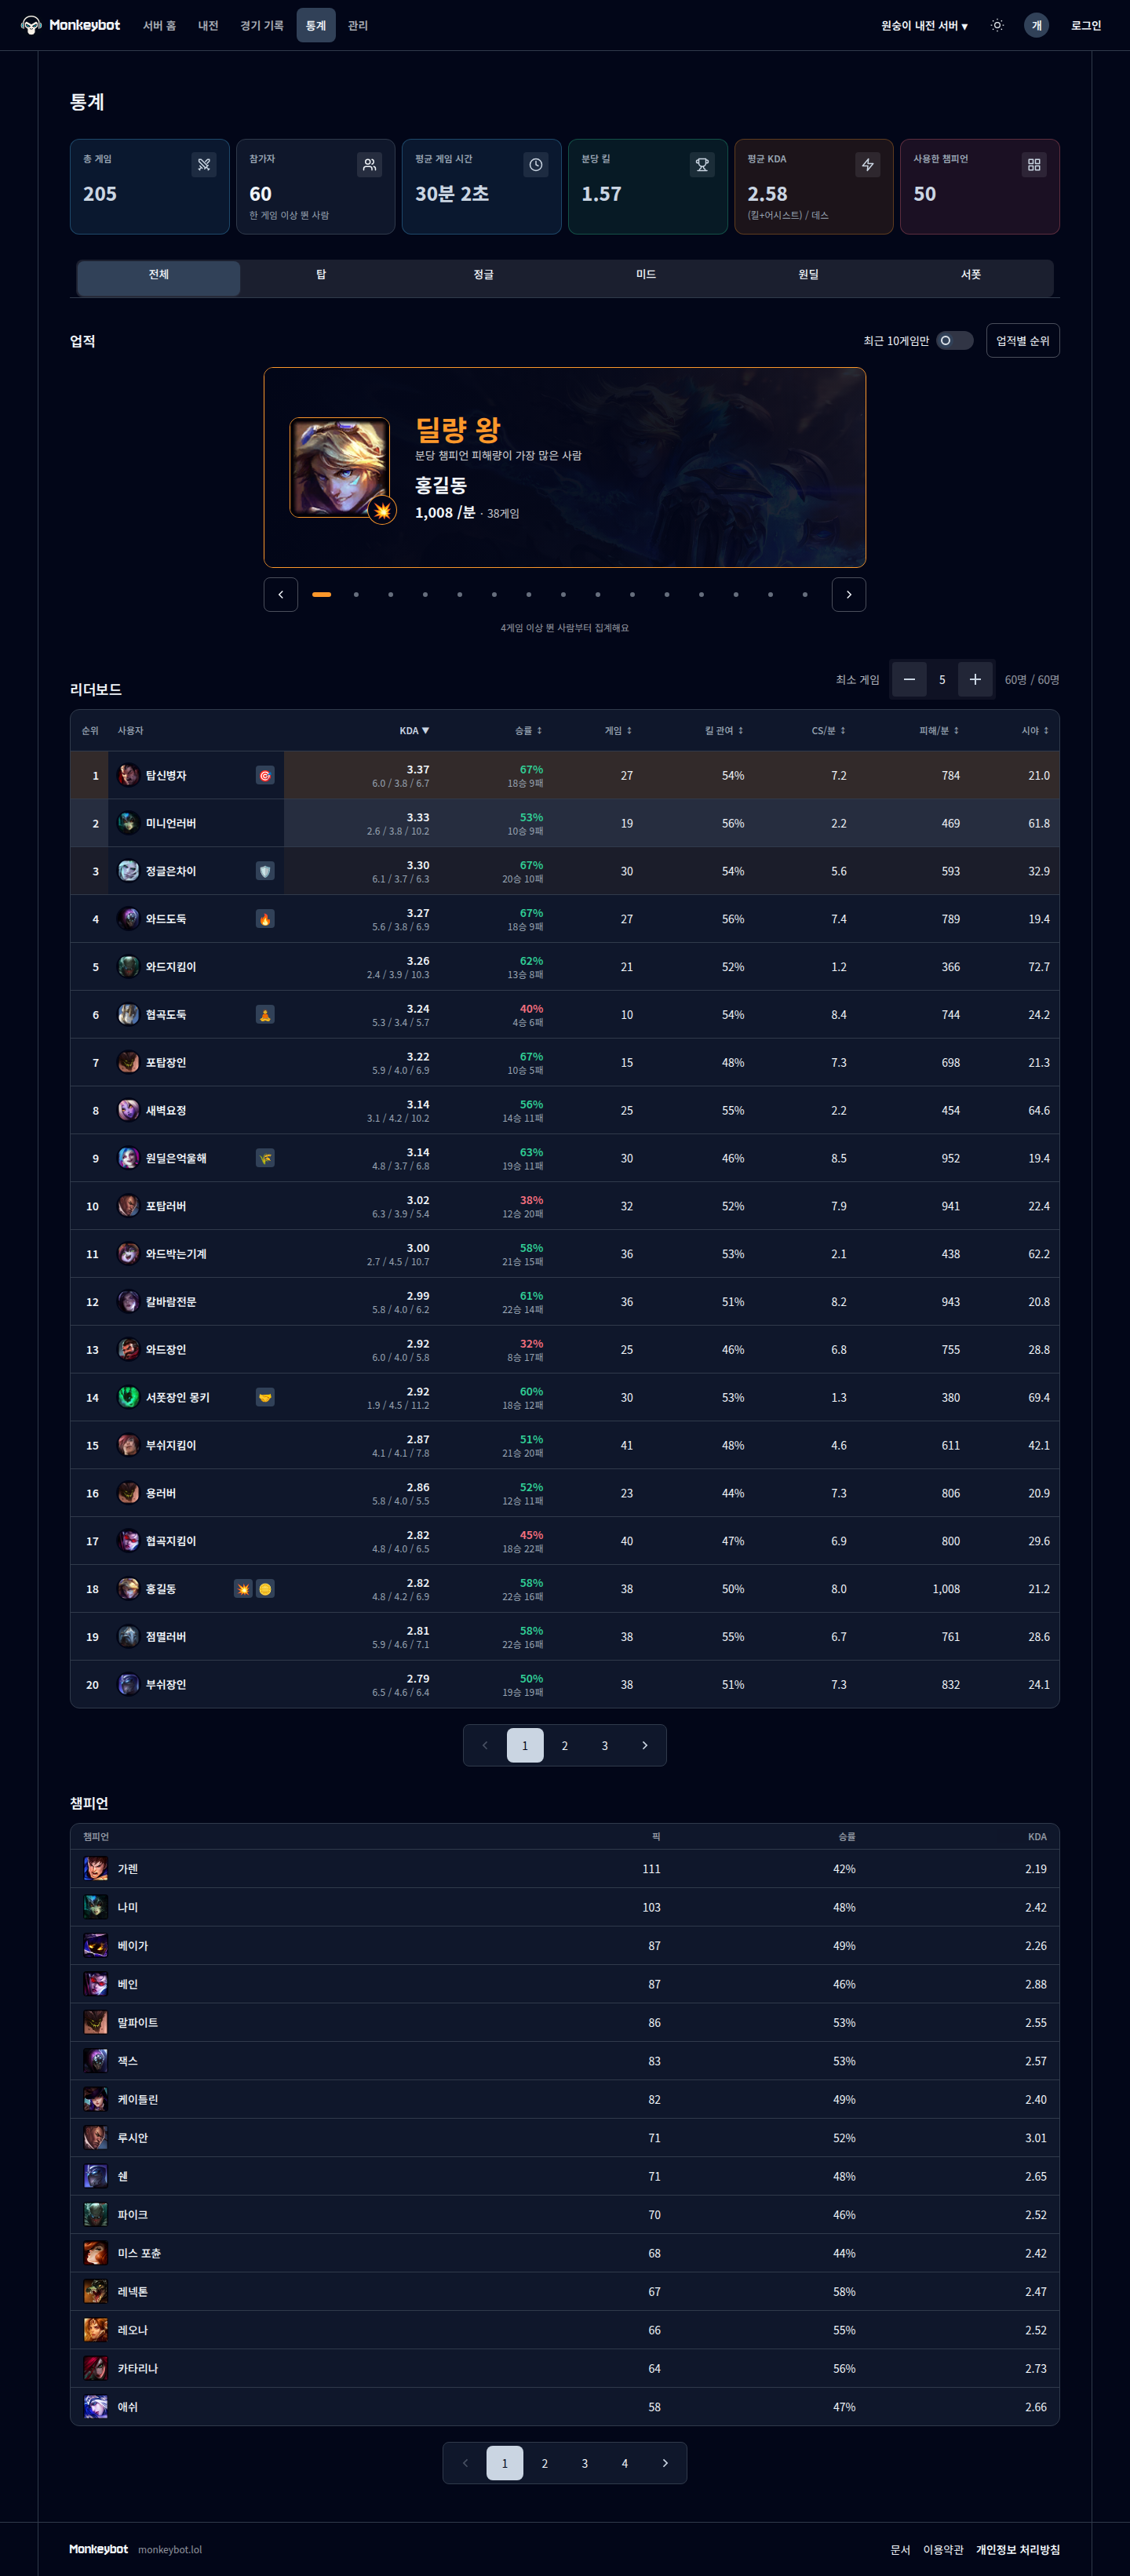 Monkeybot 서버 홈 내전 경기 기록 통계 관리 원숭이 내전 서버 ▾ 개 로그인
통계
총 게임 참가자 평균 게임 시간 분당 킬 평균 KDA 사용한 챔피언
205 60 30분 2초 1.57 2.58 50
한 게임 이상 뛴 사람 (킬+어시스트) / 데스
전체 탑 정글 미드 원딜 서폿
업적 최근 10게임만 업적별 순위
딜량 왕
분당 챔피언 피해량이 가장 많은 사람
홍길동
1,008 /분 · 38게임
4게임 이상 뛴 사람부터 집계해요
리더보드 최소 게임 − 5 + 60명 / 60명
순위 사용자 KDA ▼ 승률 ↕ 게임 ↕ 킬 관여 ↕ CS/분 ↕ 피해/분 ↕ 시야 ↕
1 탑신병자 3.37 67% 27 54% 7.2 784 21.0
6.0 / 3.8 / 6.7 18승 9패
2 미니언러버 3.33 53% 19 56% 2.2 469 61.8
2.6 / 3.8 / 10.2 10승 9패
3 정글은차이 3.30 67% 30 54% 5.6 593 32.9
6.1 / 3.7 / 6.3 20승 10패
4 와드도둑 3.27 67% 27 56% 7.4 789 19.4
5.6 / 3.8 / 6.9 18승 9패
5 와드지킴이 3.26 62% 21 52% 1.2 366 72.7
2.4 / 3.9 / 10.3 13승 8패
6 협곡도둑 3.24 40% 10 54% 8.4 744 24.2
5.3 / 3.4 / 5.7 4승 6패
7 포탑장인 3.22 67% 15 48% 7.3 698 21.3
5.9 / 4.0 / 6.9 10승 5패
8 새벽요정 3.14 56% 25 55% 2.2 454 64.6
3.1 / 4.2 / 10.2 14승 11패
9 원딜은억울해 3.14 63% 30 46% 8.5 952 19.4
4.8 / 3.7 / 6.8 19승 11패
10 포탑러버 3.02 38% 32 52% 7.9 941 22.4
6.3 / 3.9 / 5.4 12승 20패
11 와드박는기계 3.00 58% 36 53% 2.1 438 62.2
2.7 / 4.5 / 10.7 21승 15패
12 칼바람전문 2.99 61% 36 51% 8.2 943 20.8
5.8 / 4.0 / 6.2 22승 14패
13 와드장인 2.92 32% 25 46% 6.8 755 28.8
6.0 / 4.0 / 5.8 8승 17패
14 서폿장인 몽키 2.92 60% 30 53% 1.3 380 69.4
1.9 / 4.5 / 11.2 18승 12패
15 부쉬지킴이 2.87 51% 41 48% 4.6 611 42.1
4.1 / 4.1 / 7.8 21승 20패
16 용러버 2.86 52% 23 44% 7.3 806 20.9
5.8 / 4.0 / 5.5 12승 11패
17 협곡지킴이 2.82 45% 40 47% 6.9 800 29.6
4.8 / 4.0 / 6.5 18승 22패
18 홍길동 2.82 58% 38 50% 8.0 1,008 21.2
4.8 / 4.2 / 6.9 22승 16패
19 점멸러버 2.81 58% 38 55% 6.7 761 28.6
5.9 / 4.6 / 7.1 22승 16패
20 부쉬장인 2.79 50% 38 51% 7.3 832 24.1
6.5 / 4.6 / 6.4 19승 19패
1 2 3
챔피언
챔피언 픽 승률 KDA
가렌 111 42% 2.19
나미 103 48% 2.42
베이가 87 49% 2.26
베인 87 46% 2.88
말파이트 86 53% 2.55
잭스 83 53% 2.57
케이틀린 82 49% 2.40
루시안 71 52% 3.01
쉔 71 48% 2.65
파이크 70 46% 2.52
미스 포츈 68 44% 2.42
레넥톤 67 58% 2.47
레오나 66 55% 2.52
카타리나 64 56% 2.73
애쉬 58 47% 2.66
1 2 3 4
Monkeybot monkeybot.lol 문서 이용약관 개인정보 처리방침